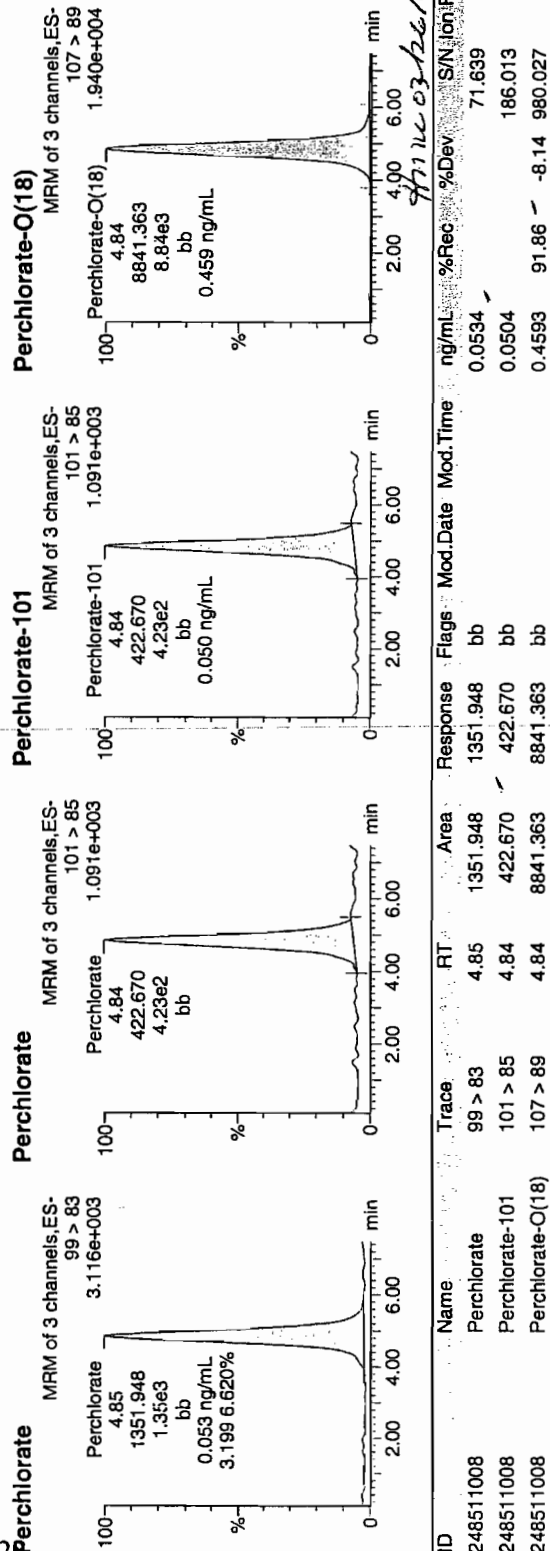 Perchlorate
MRM of 3 channels,ES-
99 > 83
3.116e+003
100
Perchlorate
4.85
1351.948
1.35e3
bb
0.053 ng/mL
3.199 6.620%
%
0
2.00 4.00 6.00 min
Perchlorate
MRM of 3 channels,ES-
101 > 85
1.091e+003
100
Perchlorate
4.84
422.670
4.23e2
bb
%
0
2.00 4.00 6.00 min
Perchlorate-101
MRM of 3 channels,ES-
101 > 85
1.091e+003
100
Perchlorate-101
4.84
422.670
4.23e2
bb
0.050 ng/mL
%
0
2.00 4.00 6.00 min
Perchlorate-O(18)
MRM of 3 channels,ES-
107 > 89
1.940e+004
100
Perchlorate-O(18)
4.84
8841.363
8.84e3
bb
0.459 ng/mL
%
0
2.00 4.00 6.00 min
ID Name Trace RT Area Response Flags Mod.Date Mod.Time ng/mL %Rec %Dev S/N Ion
248511008 Perchlorate 99 > 83 4.85 1351.948 1351.948 bb 0.0534 71.639
248511008 Perchlorate-101 101 > 85 4.84 422.670 422.670 bb 0.0504 186.013
248511008 Perchlorate-O(18) 107 > 89 4.84 8841.363 8841.363 bb 0.4593 91.86 -8.14 980.027